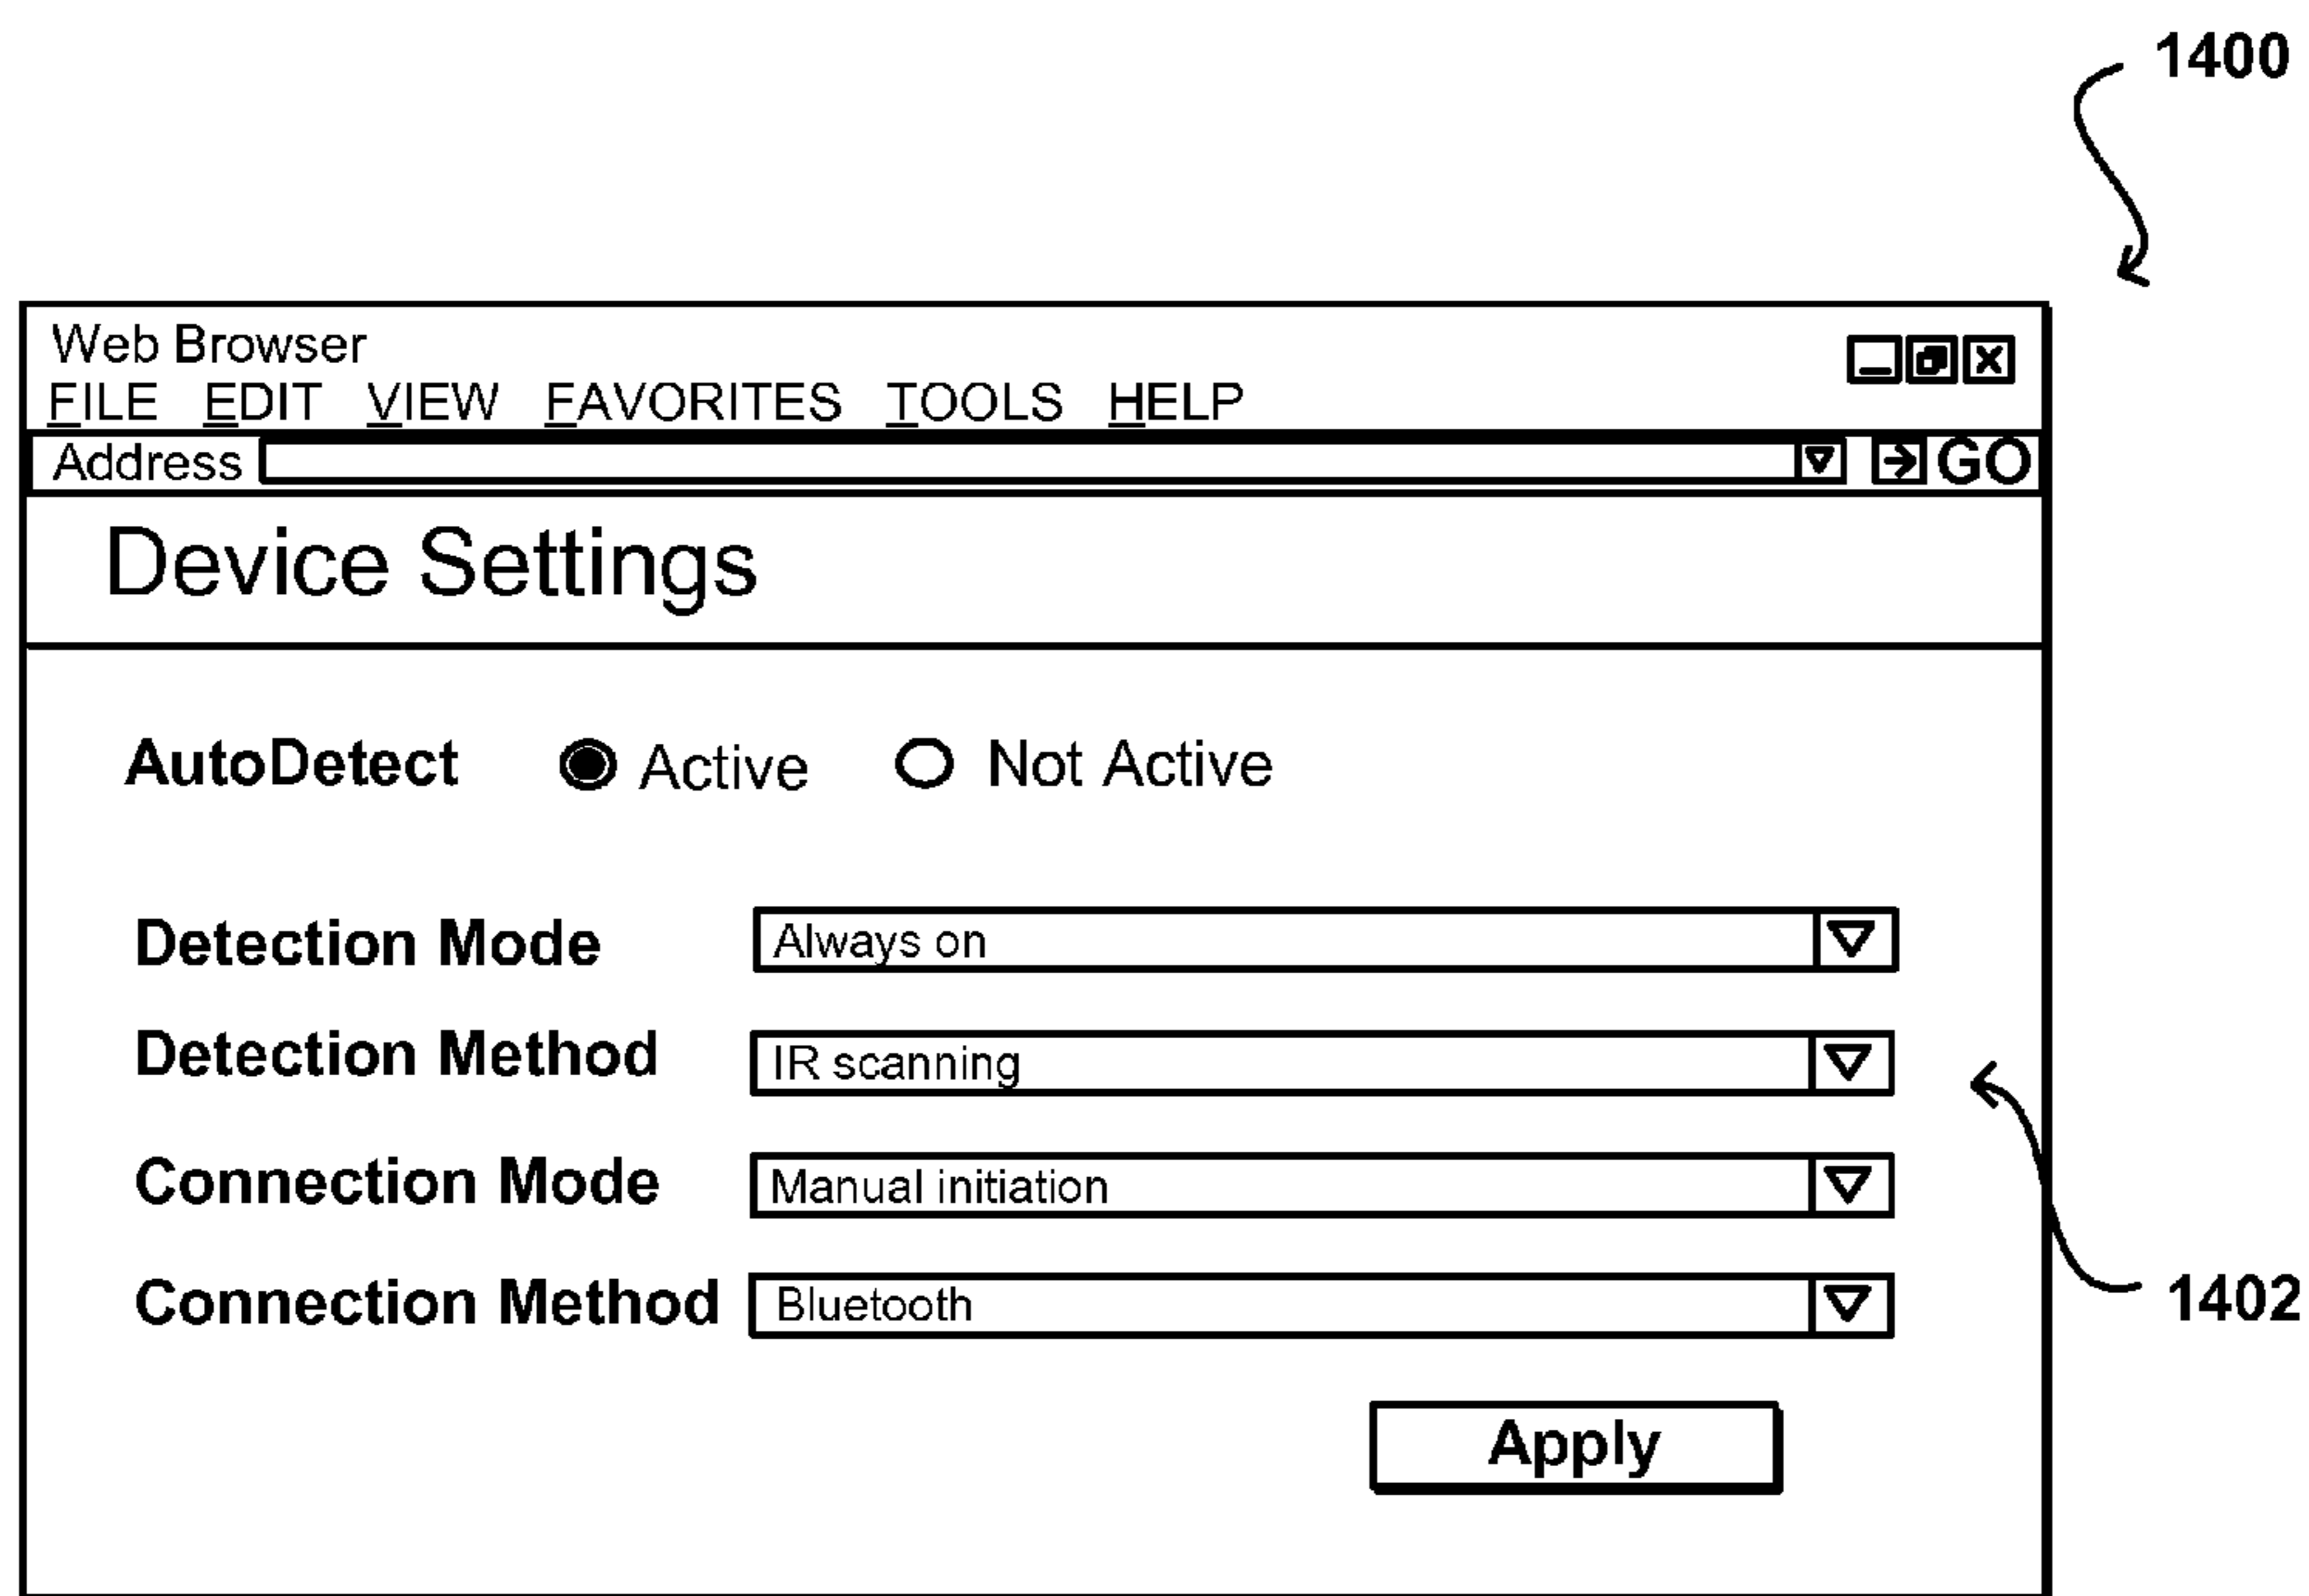 1400
Web Browser
FILE EDIT VIEW FAVORITES TOOLS HELP
Address GO
Device Settings
AutoDetect Active Not Active
Detection Mode Always on
Detection Method IR scanning
Connection Mode Manual initiation
Connection Method Bluetooth
1402
Apply